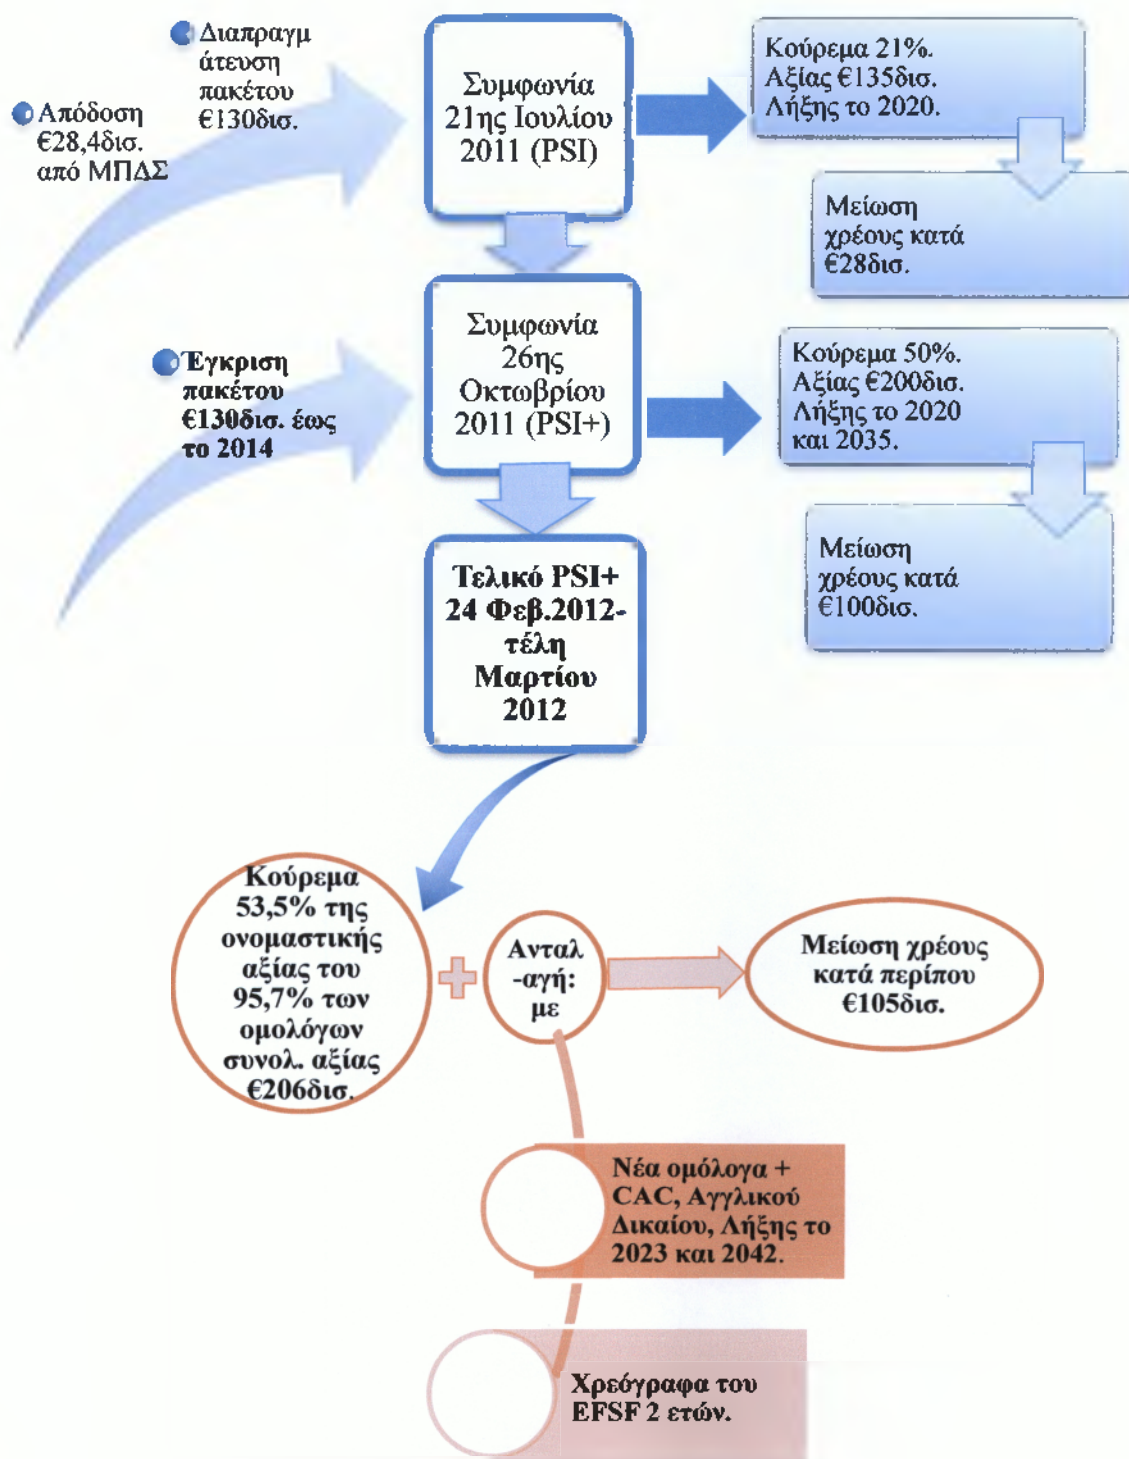 Διαπραγμ
άτευση
πακέτου
€130δισ.
Απόδοση
€28,4δισ.
από ΜΠΔΣ
Συμφωνία
21ης Ιουλίου
2011 (PSI)
Κούρεμα 21%.
Αξίας €135δισ.
Λήξης το 2020.
Μείωση
χρέους κατά
€28δισ.
Έγκριση
πακέτου
€130δισ. έως
το 2014
Συμφωνία
26ης
Οκτωβρίου
2011 (PSI+)
Κούρεμα 50%.
Αξίας €200δισ.
Λήξης το 2020
και 2035.
Μείωση
χρέους κατά
€100δισ.
Τελικό PSI+
24 Φεβ.2012-
τέλη
Μαρτίου
2012
Κούρεμα
53,5% της
ονομαστικής
αξίας του
95,7% των
ομολόγων
συνολ. αξίας
€206δισ.
Ανταλ
-αγή:
με
Μείωση χρέους
κατά περίπου
€105δισ.
Νέα ομόλογα +
CAC, Αγγλικού
Δικαίου, Λήξης το
2023 και 2042.
Χρεόγραφα του
EFSF 2 ετών.